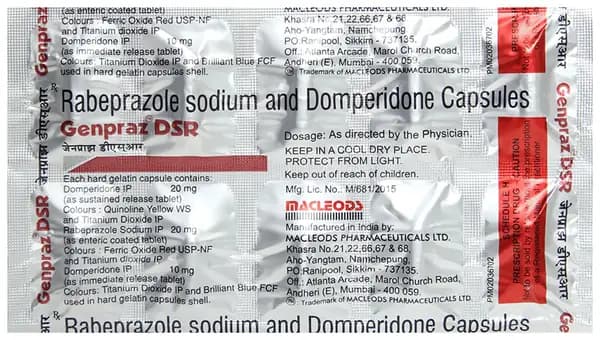 (as enteric coated tablet)
Colours : Ferric Oxide Red USP-NF
and Titanium dioxide IP
Domperidone IP 10 mg
(as immediate release tablet)
Colours: Titanium Dioxide IP and Brilliant Blue FCF
used in hard gelatin capsules shell.
MACLEODS PHARMACEUTICALS LTD.
Khasra No.21,22,66,67 & 68,
Aho-Yangtam, Namchepung,
PO:Ranipool, Sikkim - 737135.
Off.: Atlanta Arcade, Marol Church Road,
Andheri (E), Mumbai - 400 059.
Trademark of MACLEODS PHARMACEUTICALS LTD.
Rx Rabeprazole sodium and Domperidone Capsules
Genpraz DSR
जेनप्राझ डीएसआर
Each hard gelatin capsule contains:
Domperidone IP 20 mg
(as sustained release tablet)
Colours : Quinoline Yellow WS
and Titanium Dioxide IP
Rabeprazole Sodium IP 20 mg
(as enteric coated tablet)
Colours : Ferric Oxide Red USP-NF
and Titanium dioxide IP
Domperidone IP 10 mg
(as immediate release tablet)
Colours: Titanium Dioxide IP and Brilliant Blue FCF
used in hard gelatin capsules shell.
Dosage: As directed by the Physician.
KEEP IN A COOL DRY PLACE.
PROTECT FROM LIGHT.
Keep out of reach of children.
Mfg. Lic. No.: M/681/2015
MACLEODS
Manufactured in India by:
MACLEODS PHARMACEUTICALS LTD.
Khasra No.21,22,66,67 & 68,
Aho-Yangtam, Namchepung,
PO:Ranipool, Sikkim - 737135.
Off.: Atlanta Arcade, Marol Church Road,
Andheri (E), Mumbai - 400 059.
PM02036702
SCHEDULE H
PRESCRIPTION DRUG - CAUTION
Genpraz DSR
जेनप्राझ डीएसआर
Genpraz DSR
जेनप्राझ डीएसआर
Rx Rabeprazole sodium and Domperidone Capsules